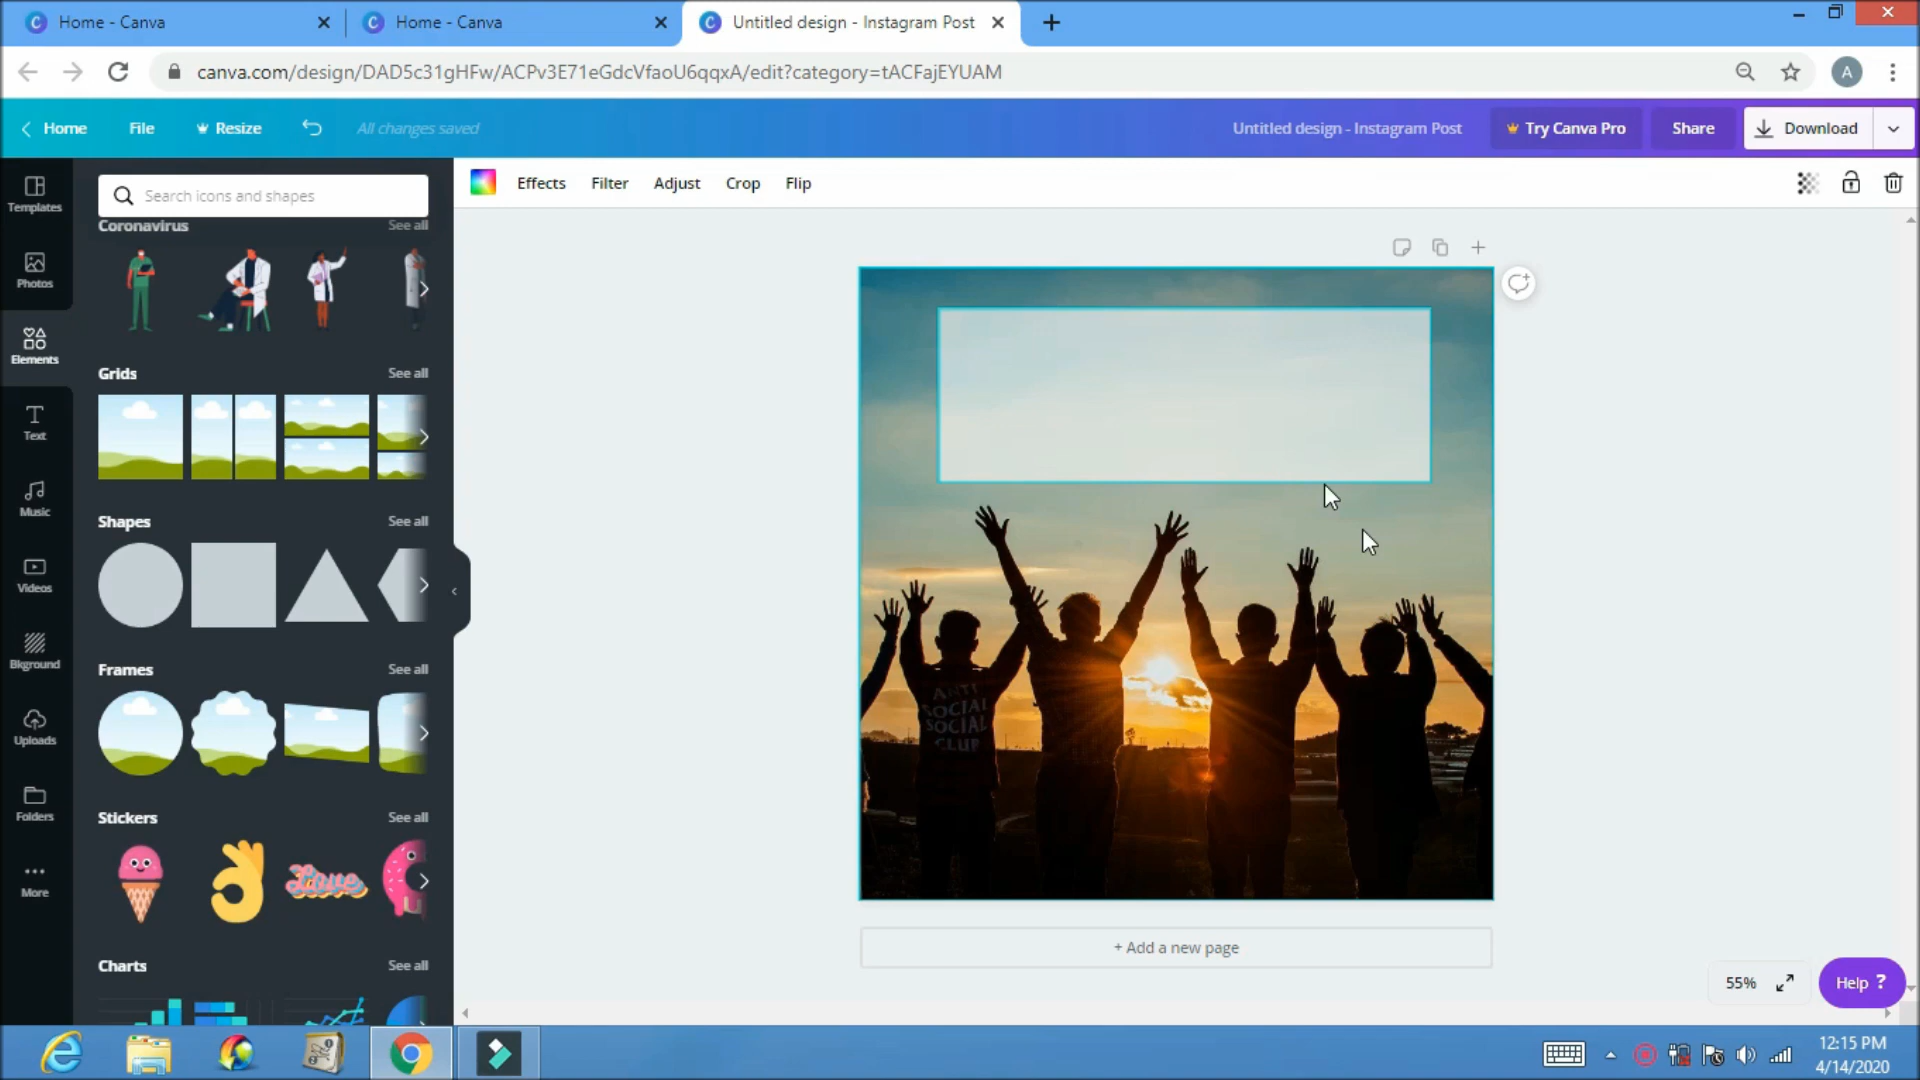 Home - Canva
Home - Canva
Untitled design - Instagram Post
canva.com/design/DAD5c31gHFw/ACPv3E71eGdcVfaoU6qqxA/edit?category=tACFajEYUAM
A
Home
File
Resize
All changes saved
Untitled design - Instagram Post
Try Canva Pro
Share
Download
Templates
Photos
Elements
Text
Music
Videos
Bkground
Uploads
Folders
More
Search icons and shapes
Coronavirus
See all
Grids
See all
Shapes
See all
Frames
See all
Stickers
See all
Love
Charts
See all
Effects
Filter
Adjust
Crop
Flip
ANTI
SOCIAL
SOCIAL
CLUB
+ Add a new page
55%
Help ?
12:15 PM
4/14/2020